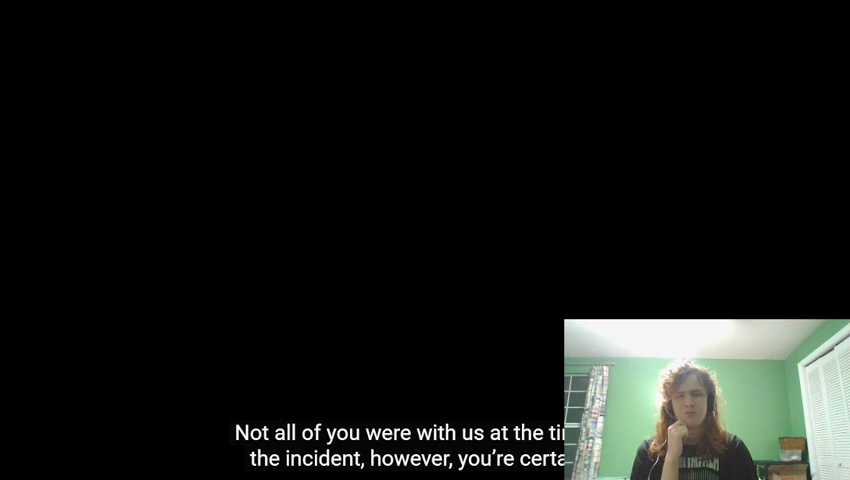 Not all of you were with us at the
the incident, however, you’re